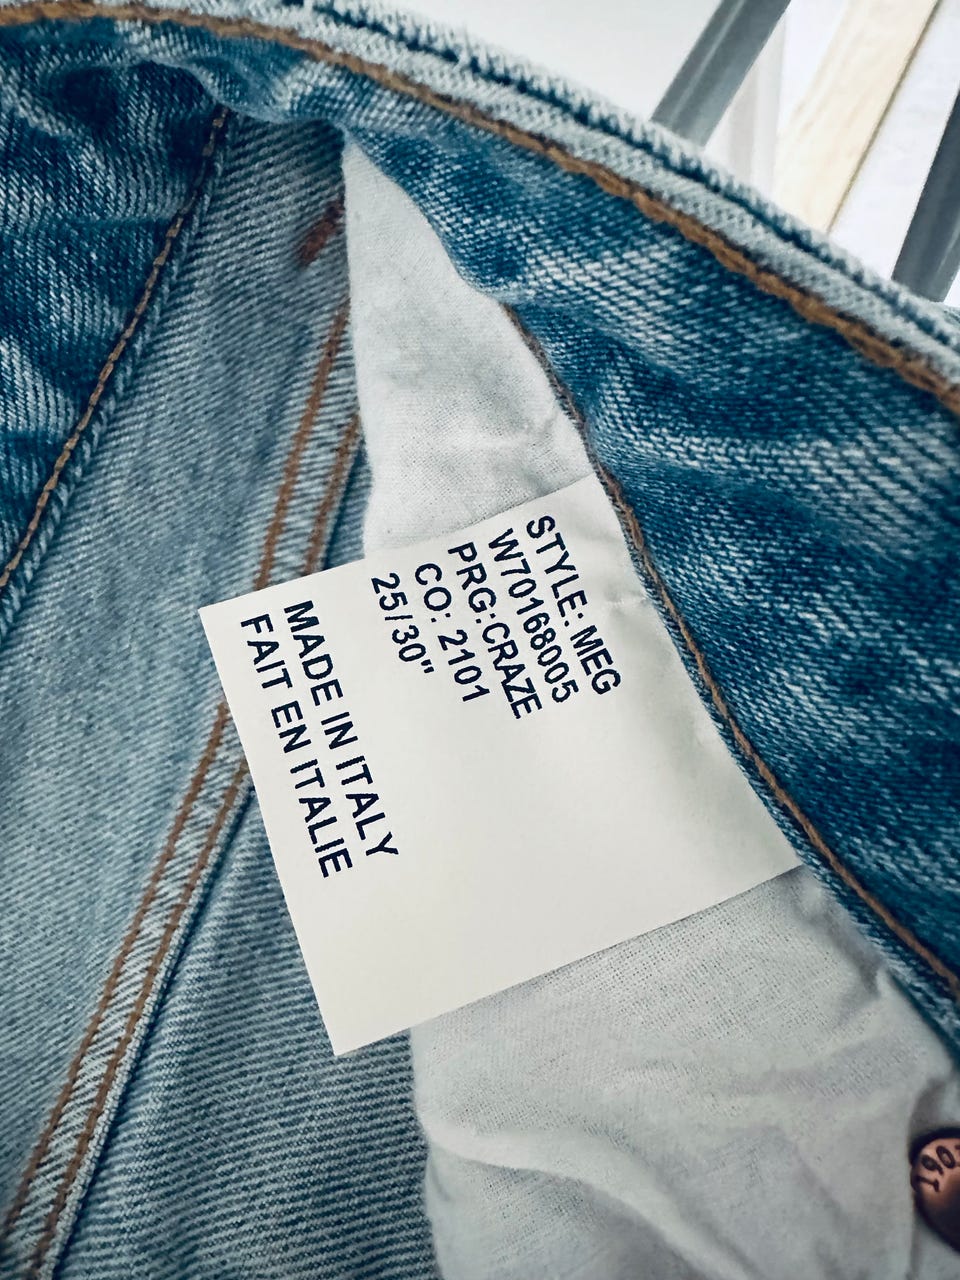 STYLE: MEG
W70168005
PRG:CRAZE
CO: 2101
25/30"
MADE IN ITALY
FAIT EN ITALIE